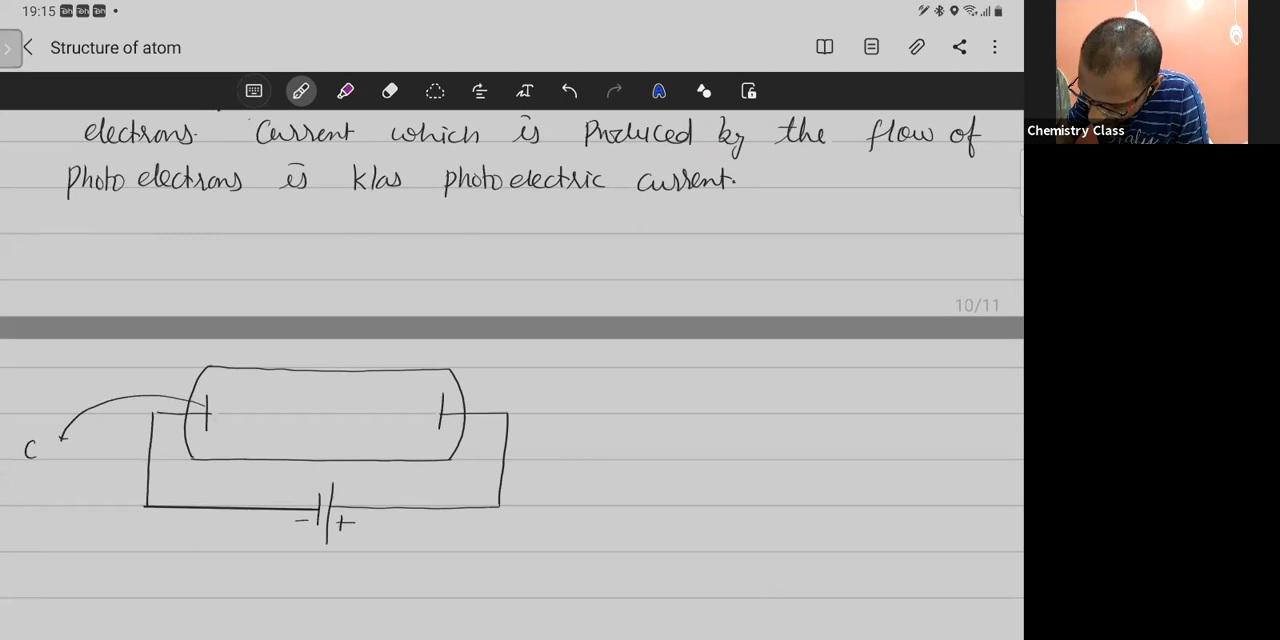 19:15
Structure of atom
electrons. Current which is produced by the flow of
Photo electrons is k/as photoelectric current.
10/11
C
- +
Chemistry Class